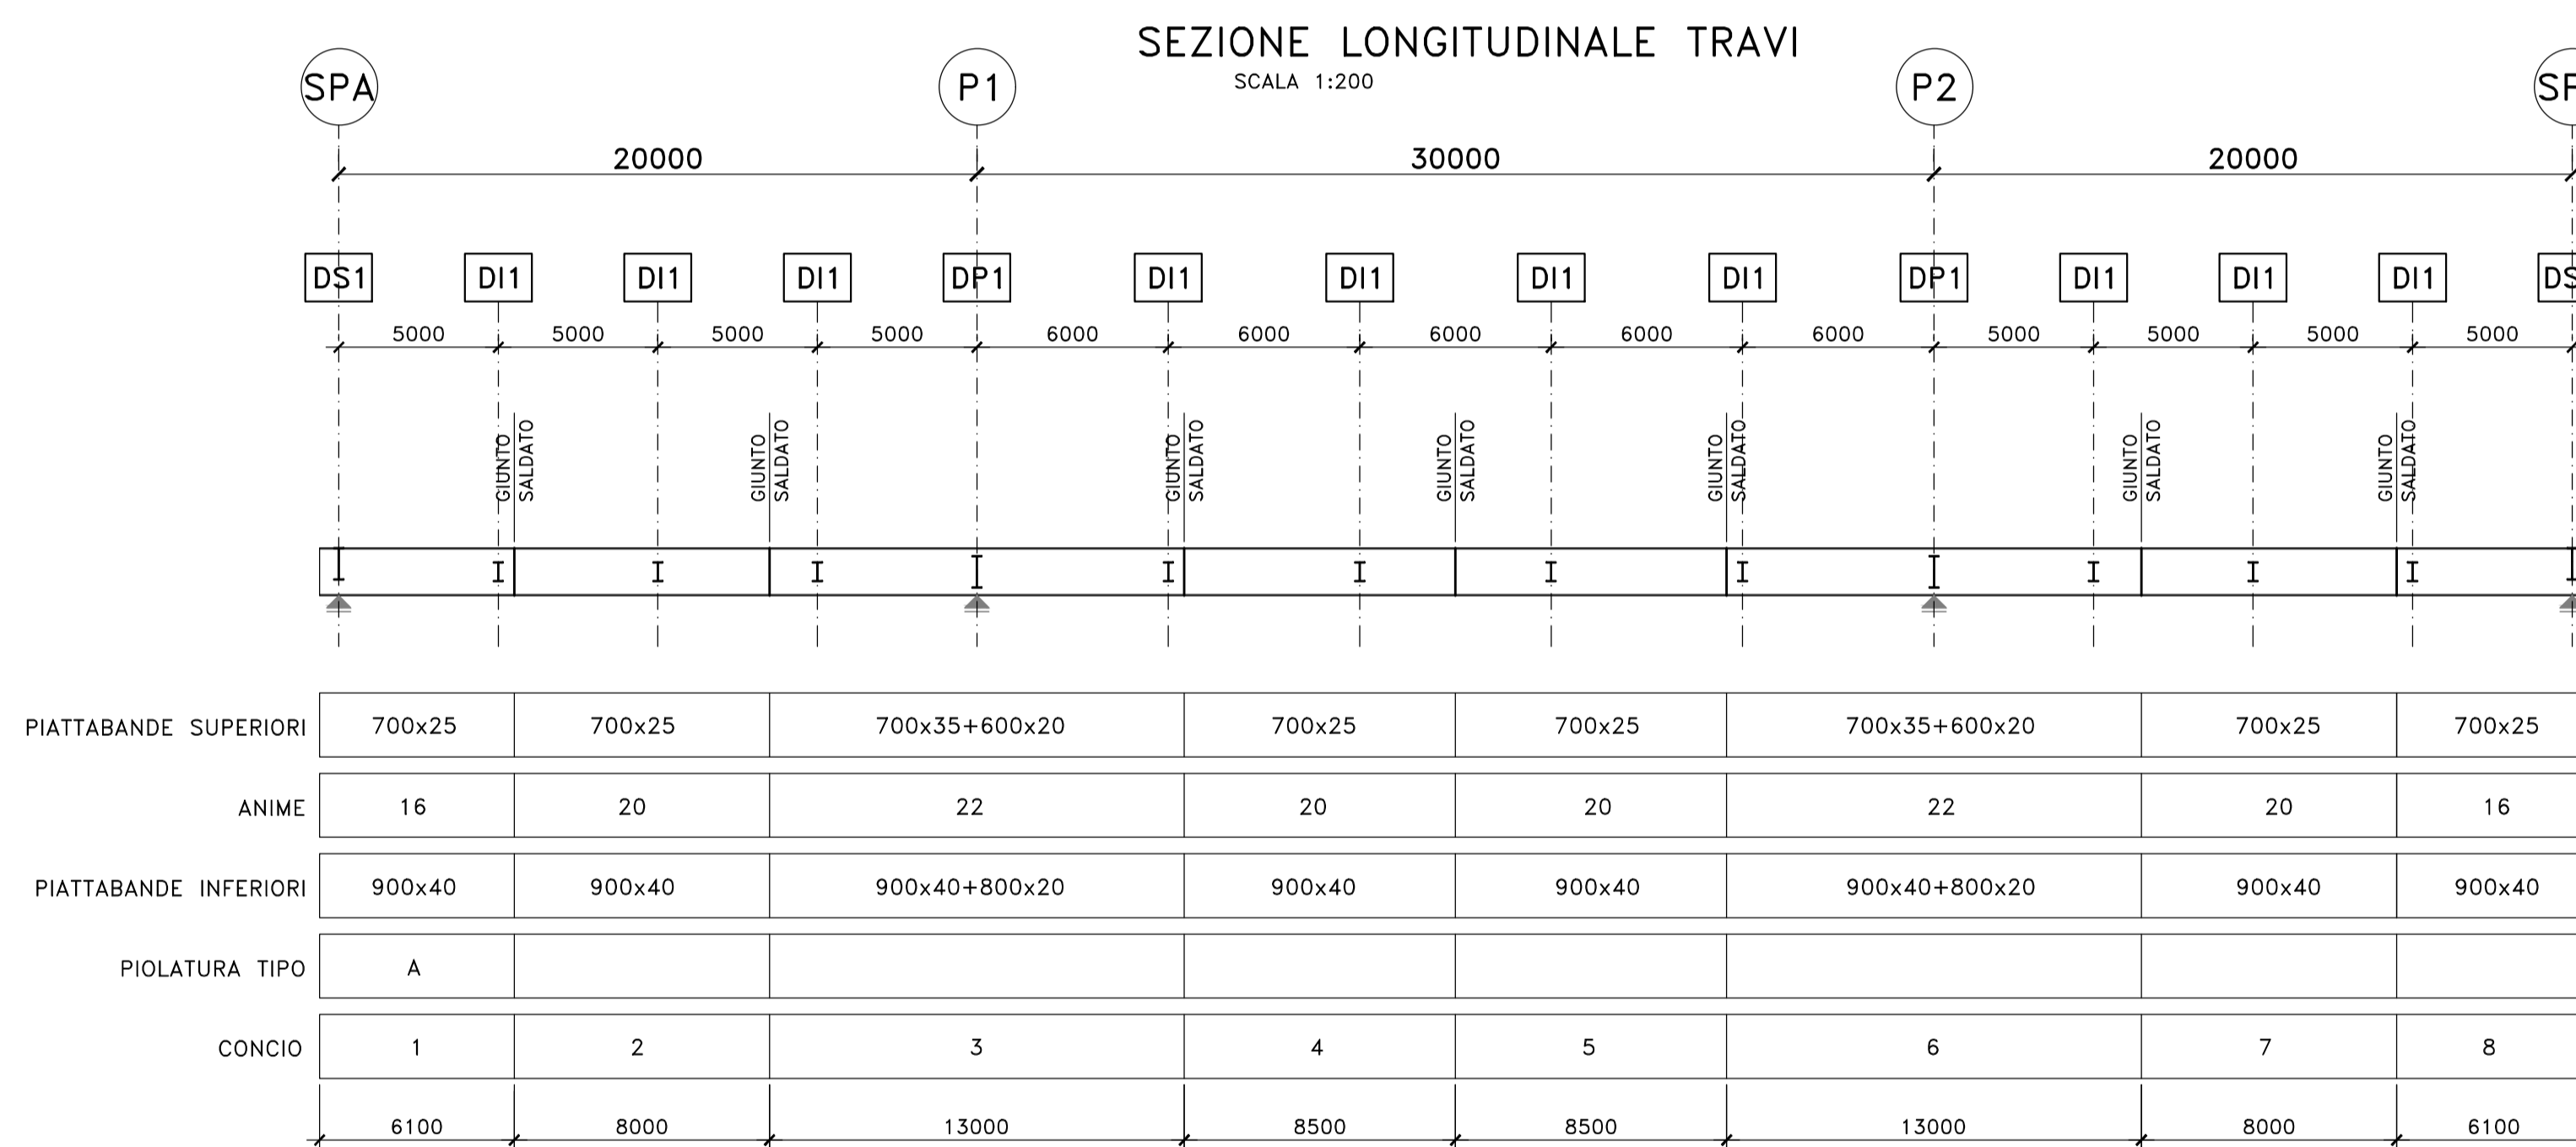 SEZIONE LONGITUDINALE TRAVI
SCALA 1:200
SPA P1 P2
20000 30000 20000
DS1 DI1 DI1 DI1 DP1 DI1 DI1 DI1 DI1 DP1 DI1 DI1 DI1 DS
5000 5000 5000 5000 6000 6000 6000 6000 6000 5000 5000 5000 5000
GIUNTO
SALDATO
GIUNTO
SALDATO
GIUNTO
SALDATO
GIUNTO
SALDATO
GIUNTO
SALDATO
GIUNTO
SALDATO
GIUNTO
SALDATO
PIATTABANDE SUPERIORI 700x25 700x25 700x35+600x20 700x25 700x25 700x35+600x20 700x25 700x25
ANIME 16 20 22 20 20 22 20 16
PIATTABANDE INFERIORI 900x40 900x40 900x40+800x20 900x40 900x40 900x40+800x20 900x40 900x40
PIOLATURA TIPO A
CONCIO 1 2 3 4 5 6 7 8
6100 8000 13000 8500 8500 13000 8000 6100